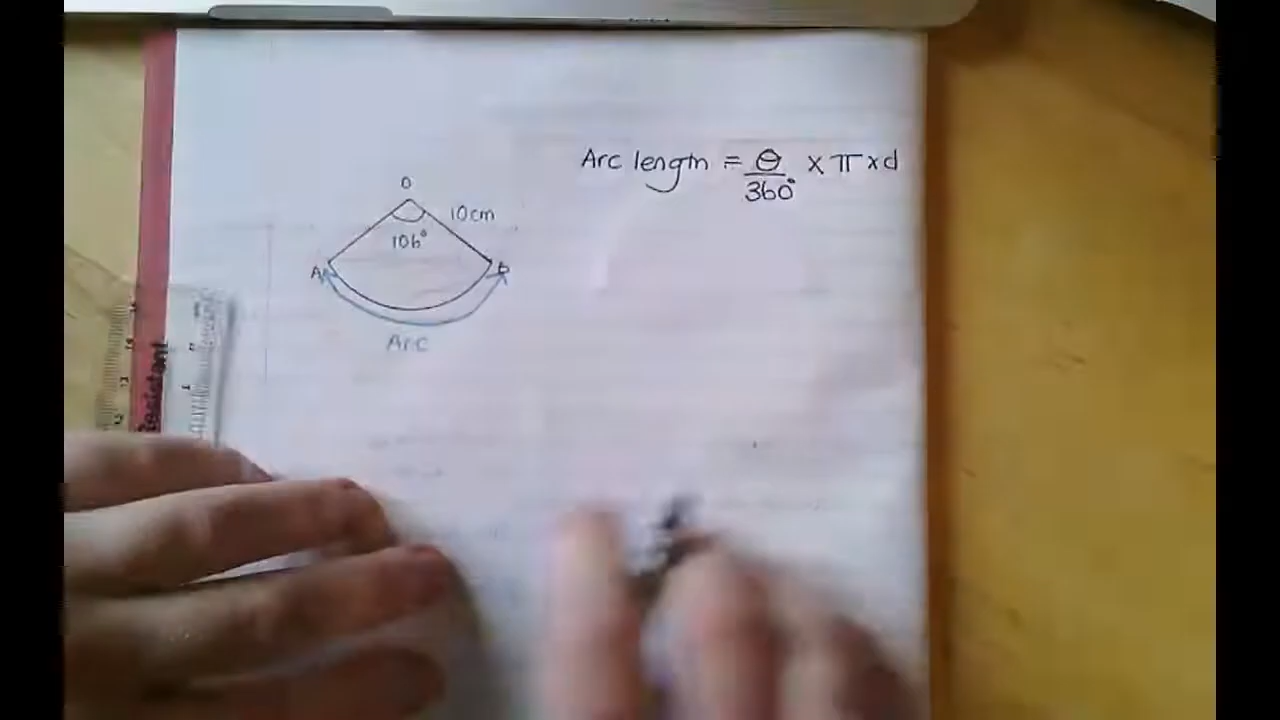 Arc length = θ/360° × π × d
O
10cm
106°
A
B
Arc